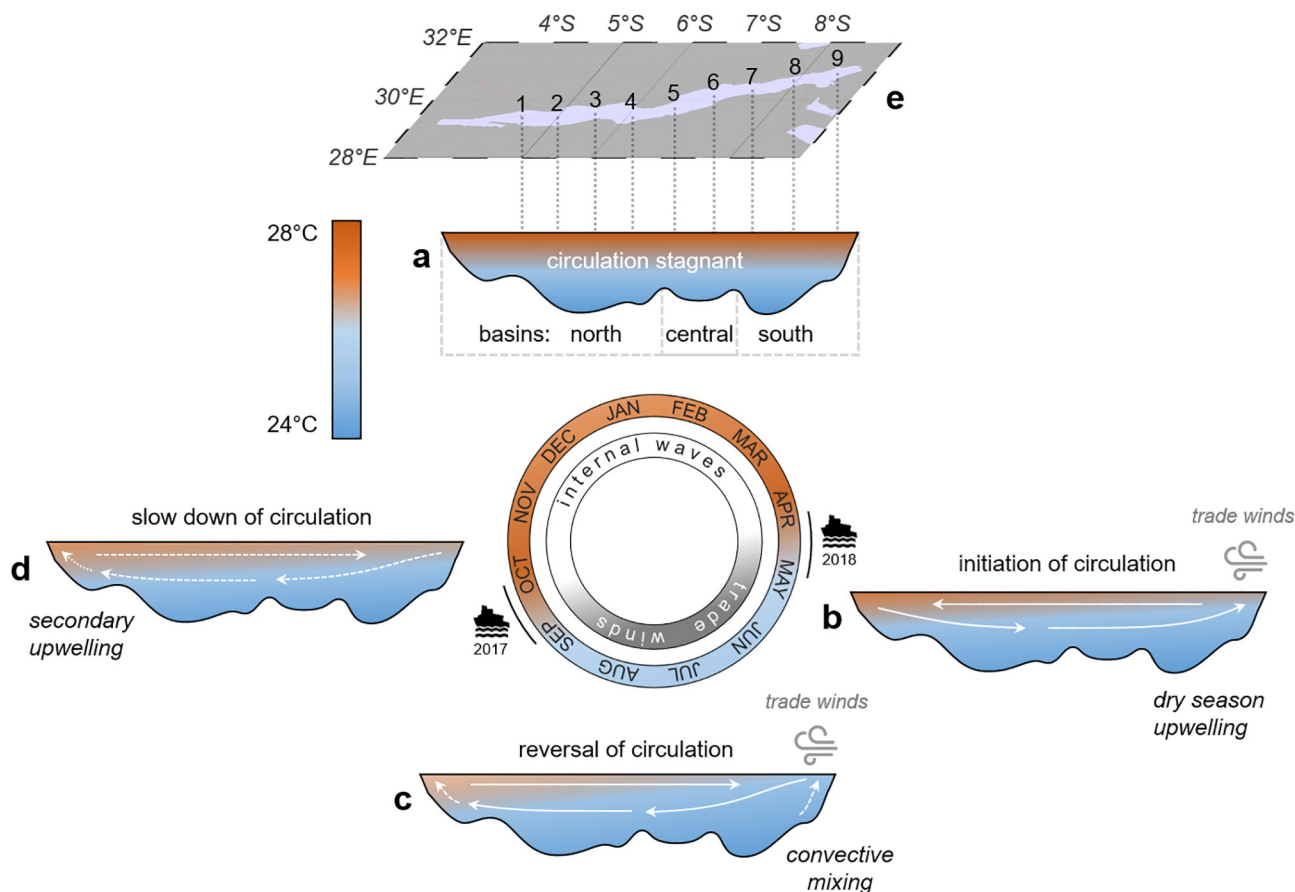 4°S 5°S 6°S 7°S 8°S
32°E
30°E
28°E
1 2 3 4 5 6 7 8 9
e
28°C
24°C
a
circulation stagnant
basins: north central south
JAN FEB MAR APR MAY JUN JUL AUG SEP OCT NOV DEC
internal waves
trade winds
2018
2017
slow down of circulation
d
secondary
upwelling
trade winds
initiation of circulation
b
dry season
upwelling
trade winds
reversal of circulation
c
convective
mixing